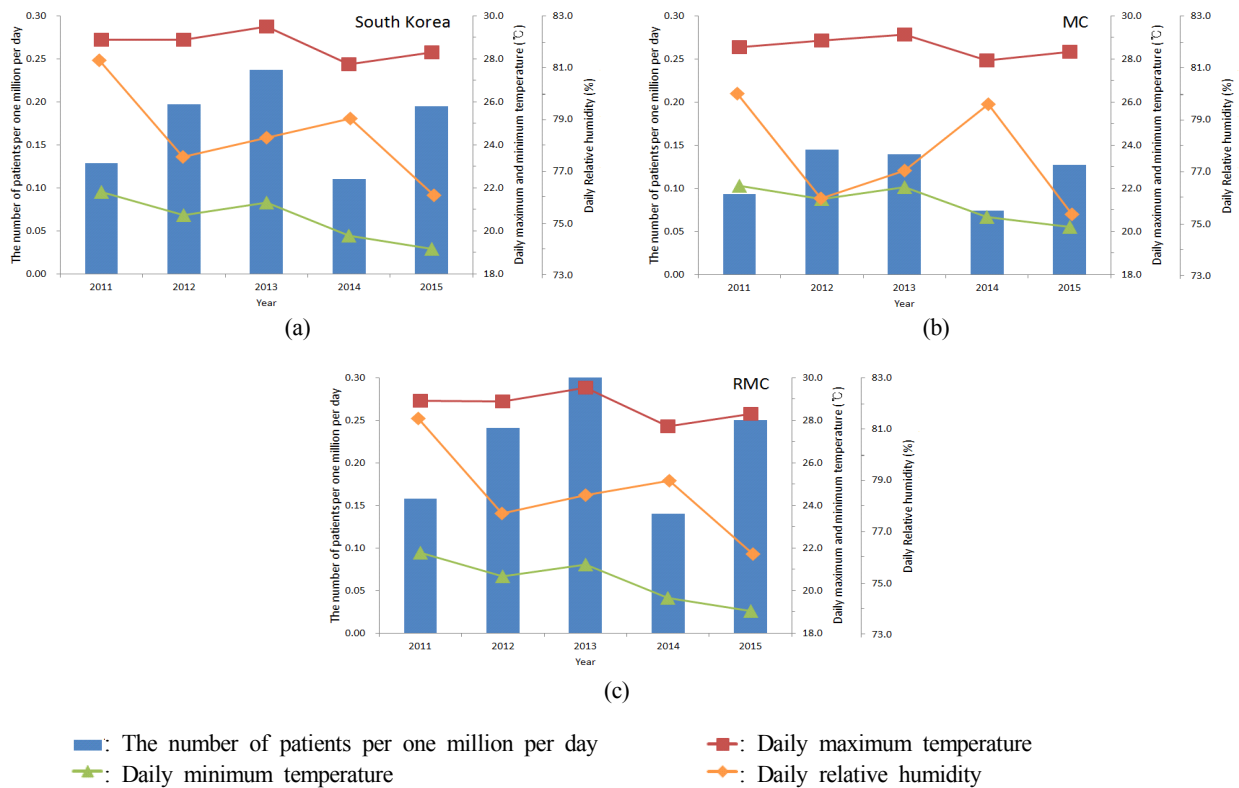 South Korea
The number of patients per one million per day
0.30
0.25
0.20
0.15
0.10
0.05
0.00
2011 2012 2013 2014 2015
Year
30.0
28.0
26.0
24.0
22.0
20.0
18.0
Daily maximum and minimum temperature (℃)
83.0
81.0
79.0
77.0
75.0
73.0
Daily Relative humidity (%)
(a)
MC
The number of patients per one million per day
0.30
0.25
0.20
0.15
0.10
0.05
0.00
2011 2012 2013 2014 2015
Year
30.0
28.0
26.0
24.0
22.0
20.0
18.0
Daily maximum and minimum temperature (℃)
83.0
81.0
79.0
77.0
75.0
73.0
Daily Relative humidity (%)
(b)
RMC
The number of patients per one million per day
0.30
0.25
0.20
0.15
0.10
0.05
0.00
2011 2012 2013 2014 2015
Year
30.0
28.0
26.0
24.0
22.0
20.0
18.0
Daily maximum and minimum temperature (℃)
83.0
81.0
79.0
77.0
75.0
73.0
Daily Relative humidity (%)
(c)
: The number of patients per one million per day
: Daily maximum temperature
: Daily minimum temperature
: Daily relative humidity